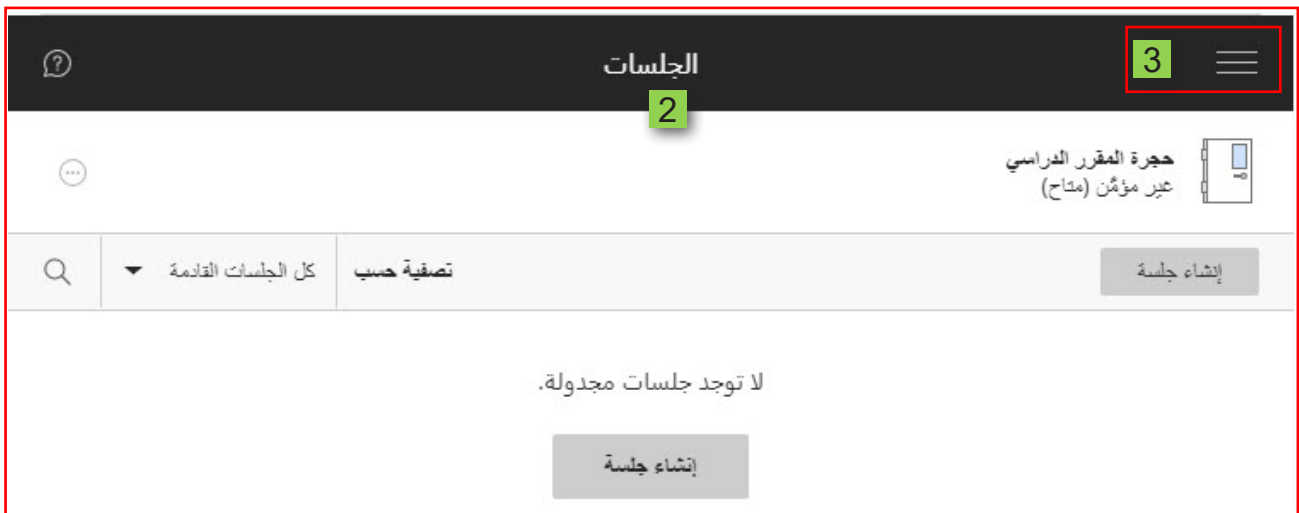 3
الجلسات
2
حجرة المقرر الدراسي
غير مؤمَّن (متاح)
إنشاء جلسة
تصفية حسب
كل الجلسات القادمة
لا توجد جلسات مجدولة.
إنشاء جلسة